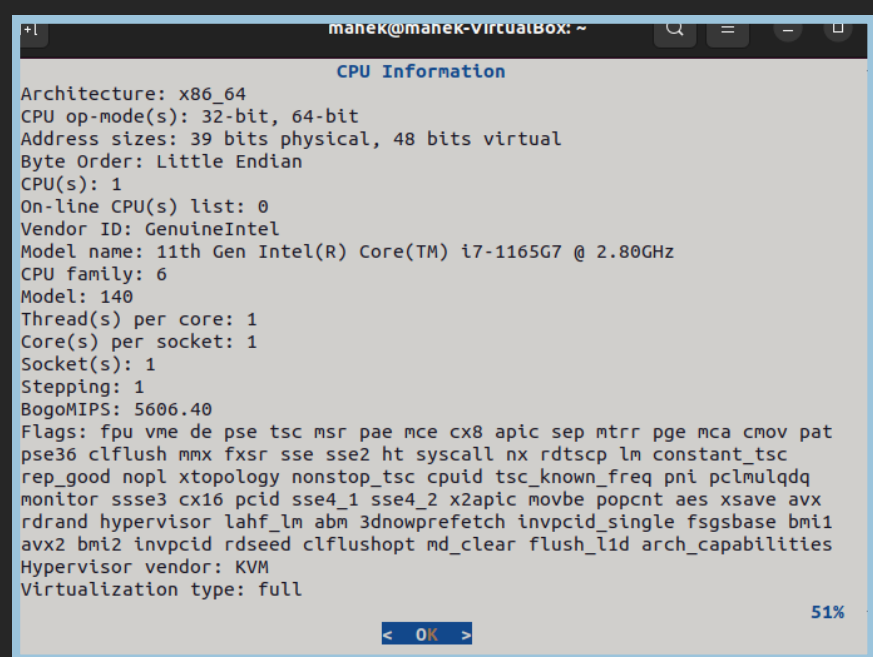 manek@manek-VirtualBox: ~
CPU Information
Architecture: x86_64
CPU op-mode(s): 32-bit, 64-bit
Address sizes: 39 bits physical, 48 bits virtual
Byte Order: Little Endian
CPU(s): 1
On-line CPU(s) list: 0
Vendor ID: GenuineIntel
Model name: 11th Gen Intel(R) Core(TM) i7-1165G7 @ 2.80GHz
CPU family: 6
Model: 140
Thread(s) per core: 1
Core(s) per socket: 1
Socket(s): 1
Stepping: 1
BogoMIPS: 5606.40
Flags: fpu vme de pse tsc msr pae mce cx8 apic sep mtrr pge mca cmov pat
pse36 clflush mmx fxsr sse sse2 ht syscall nx rdtscp lm constant_tsc
rep_good nopl xtopology nonstop_tsc cpuid tsc_known_freq pni pclmulqdq
monitor ssse3 cx16 pcid sse4_1 sse4_2 x2apic movbe popcnt aes xsave avx
rdrand hypervisor lahf_lm abm 3dnowprefetch invpcid_single fsgsbase bmi1
avx2 bmi2 invpcid rdseed clflushopt md_clear flush_l1d arch_capabilities
Hypervisor vendor: KVM
Virtualization type: full
51%
< OK >